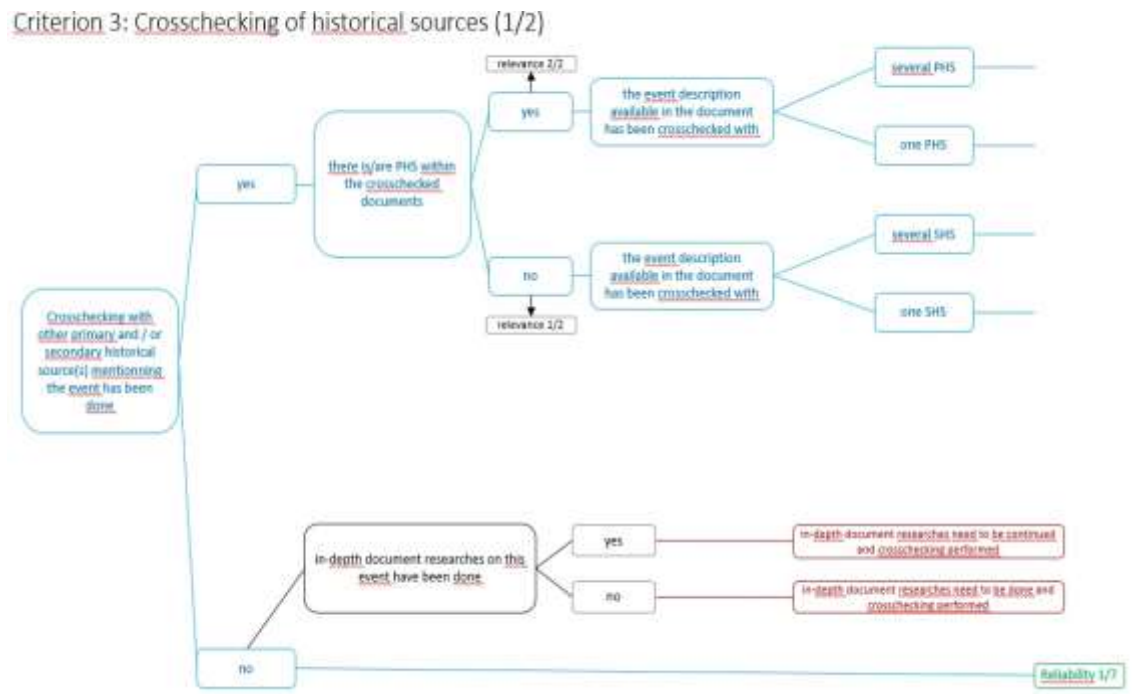 Criterion 3: Crosschecking of historical sources (1/2)
relevance 2/2
yes
the event description
available in the document
has been crosschecked with
several PHS
one PHS
yes
there is/are PHS within
the crosschecked
documents
no
the event description
available in the document
has been crosschecked with
several SHS
one SHS
relevance 1/2
Crosschecking with
other primary and / or
secondary historical
source(s) mentionning
the event has been
done
in-depth document researches on this
event have been done
yes
in-depth document researches need to be continued
and crosschecking performed
no
in-depth document researches need to be done and
crosschecking performed
no
Reliability 1/7